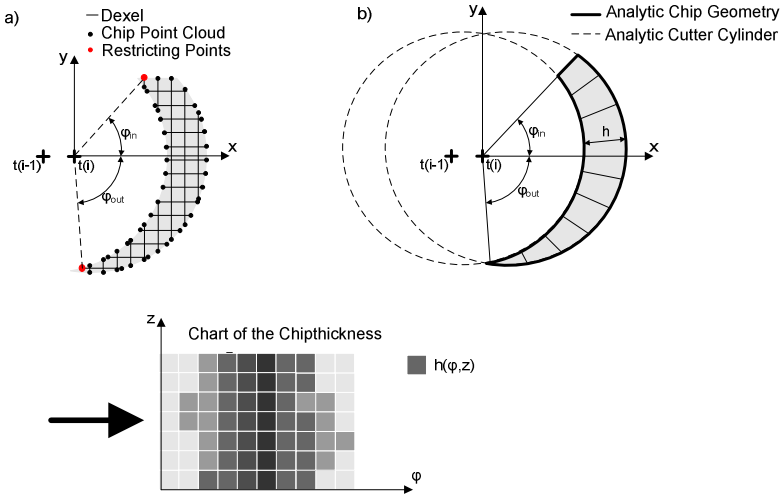 a)
Dexel
Chip Point Cloud
Restricting Points
y
x
φin
φout
t(i-1)
t(i)
b)
Analytic Chip Geometry
Analytic Cutter Cylinder
y
x
φin
h
φout
t(i-1)
t(i)
z
Chart of the Chipthickness
h(φ,z)
φ